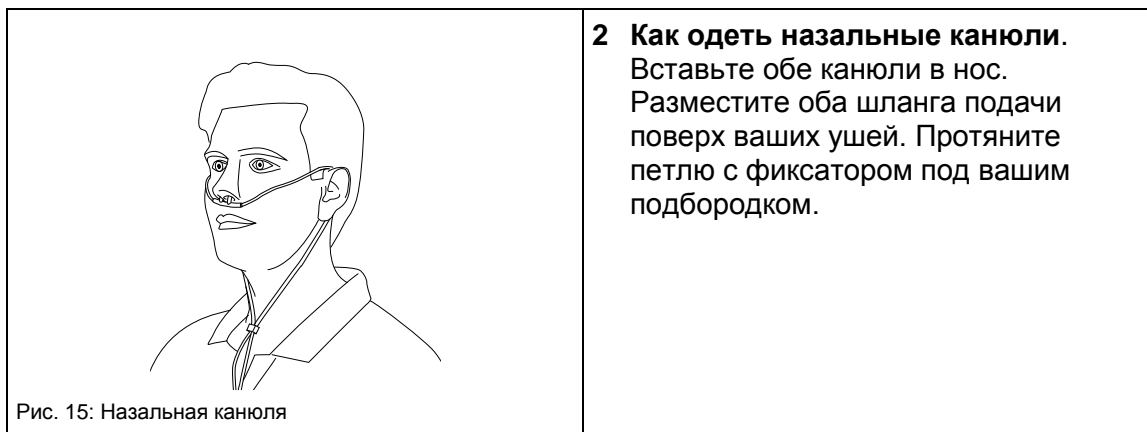 2 Как одеть назальные канюли.
Вставьте обе канюли в нос.
Разместите оба шланга подачи
поверх ваших ушей. Протяните
петлю с фиксатором под вашим
подбородком.
Рис. 15: Назальная канюля